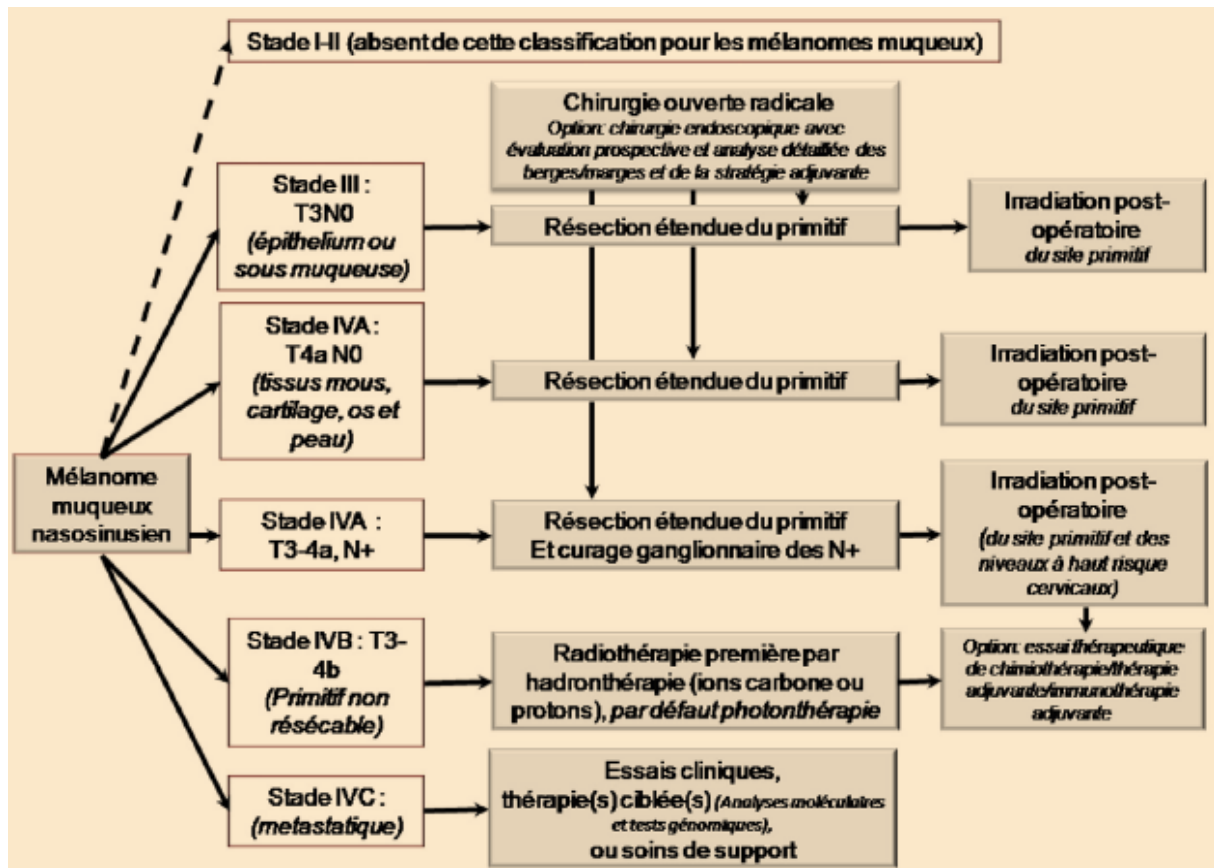 Stade I-II (absent de cette classification pour les mélanomes muqueux)
Chirurgie ouverte radicale
Option: chirurgie endoscopique avec
évaluation prospective et analyse détaillée des
berges/marges et de la stratégie adjuvante
Stade III :
T3N0
(épithelium ou
sous muqueuse)
Résection étendue du primitif
Irradiation post-
opératoire
du site primitif
Stade IVA :
T4a N0
(tissus mous,
cartilage, os et
peau)
Résection étendue du primitif
Irradiation post-
opératoire
du site primitif
Mélanome
muqueux
nasosinusien
Stade IVA :
T3-4a, N+
Résection étendue du primitif
Et curage ganglionnaire des N+
Irradiation post-
opératoire
(du site primitif et des
niveaux à haut risque
cervicaux)
Stade IVB : T3-
4b
(Primitif non
résécable)
Radiothérapie première par
hadronthérapie (ions carbone ou
protons), par défaut photonthérapie
Option: essai thérapeutique
de chimiothérapie/thérapie
adjuvante/immunothérapie
adjuvante
Stade IVC :
(metastatique)
Essais cliniques,
thérapie(s) ciblée(s) (Analyses moléculaires
et tests génomiques),
ou soins de support